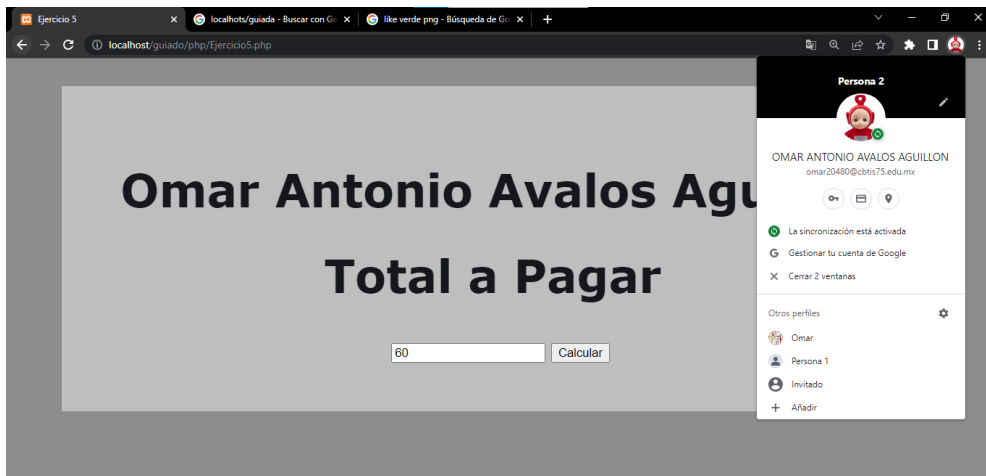 Ejercicio 5
localhots/guiada - Buscar con Go
like verde png - Búsqueda de Go
localhost/guiado/php/Ejercicio5.php
Persona 2
OMAR ANTONIO AVALOS AGUILLON
omar20480@cbtis75.edu.mx
La sincronización está activada
Gestionar tu cuenta de Google
Cerrar 2 ventanas
Otros perfiles
Omar
Persona 1
Invitado
Añadir
Omar Antonio Avalos Agu
Total a Pagar
60 Calcular